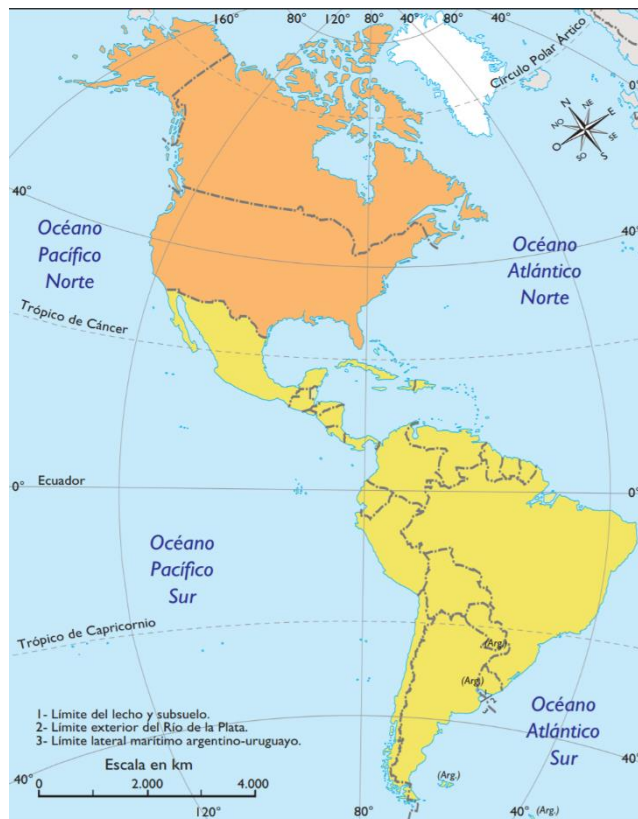 160°
80°
80°
80°
40°
0°
Círculo Polar Ártico
0°
N
NE
E
SE
S
SO
O
NO
40°
Océano
Pacífico
Norte
Océano
Atlántico
Norte
40°
Trópico de Cáncer
0°
Ecuador
0°
Océano
Pacífico
Sur
Trópico de Capricornio
(Arg.)
(Arg.)
Océano
Atlántico
Sur
1- Límite del lecho y subsuelo.
2- Límite exterior del Río de la Plata.
3- Límite lateral marítimo argentino-uruguayo.
Escala en km
0 2.000 4.000
40°
(Arg.)
40°
120°
80°
40°
(Arg.)